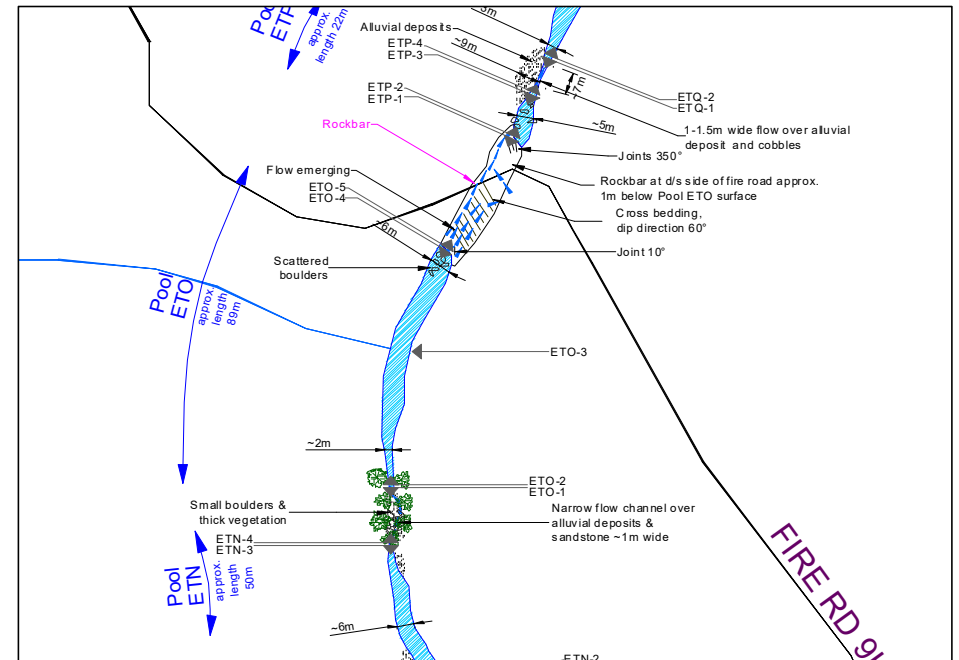 approx.
length 22m
Alluvial deposits
ETP-4
ETP-3
~9m
ETP-2
ETP-1
Rockbar
Flow emerging
ETO-5
ETO-4
~6m
Scattered
boulders
ETQ-2
ETQ-1
~5m
1-1.5m wide flow over alluvial
deposit and cobbles
Joints 350°
Rockbar at d/s side of fire road approx.
1m below Pool ETO surface
Cross bedding,
dip direction 60°
Joint 10°
Pool
ETO
approx.
length
89m
ETO-3
~2m
ETO-2
ETO-1
Small boulders &
thick vegetation
Narrow flow channel over
alluvial deposits &
sandstone ~1m wide
ETN-4
ETN-3
Pool
ETN
approx.
length
50m
~6m
FIRE RD
ETN-2